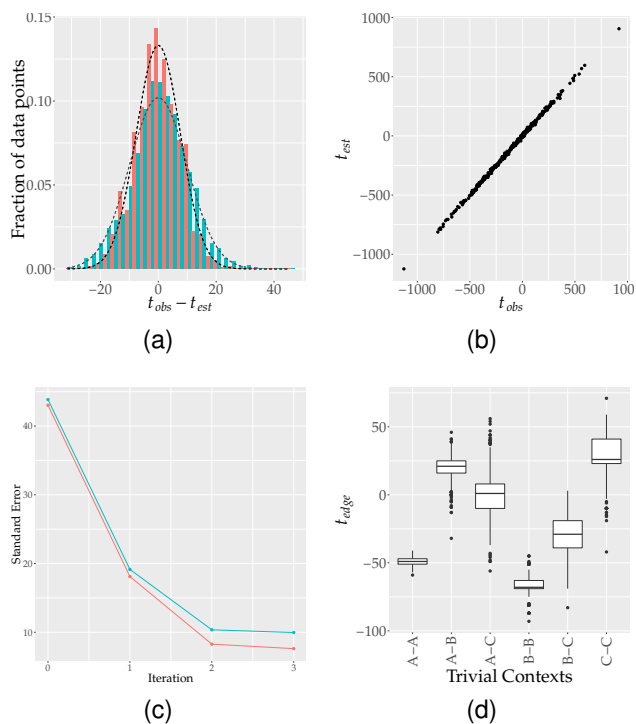 0.15
0.10
0.05
0.00
Fraction of data points
−20
0
20
40
t_obs − t_est
(a)
1000
500
0
−500
−1000
t_est
−1000
−500
0
500
100
t_obs
(b)
40
30
20
10
Standard Error
0
1
2
3
Iteration
(c)
50
0
−50
−100
t_edge
A−A
A−B
A−C
B−B
B−C
C−C
Trivial Contexts
(d)